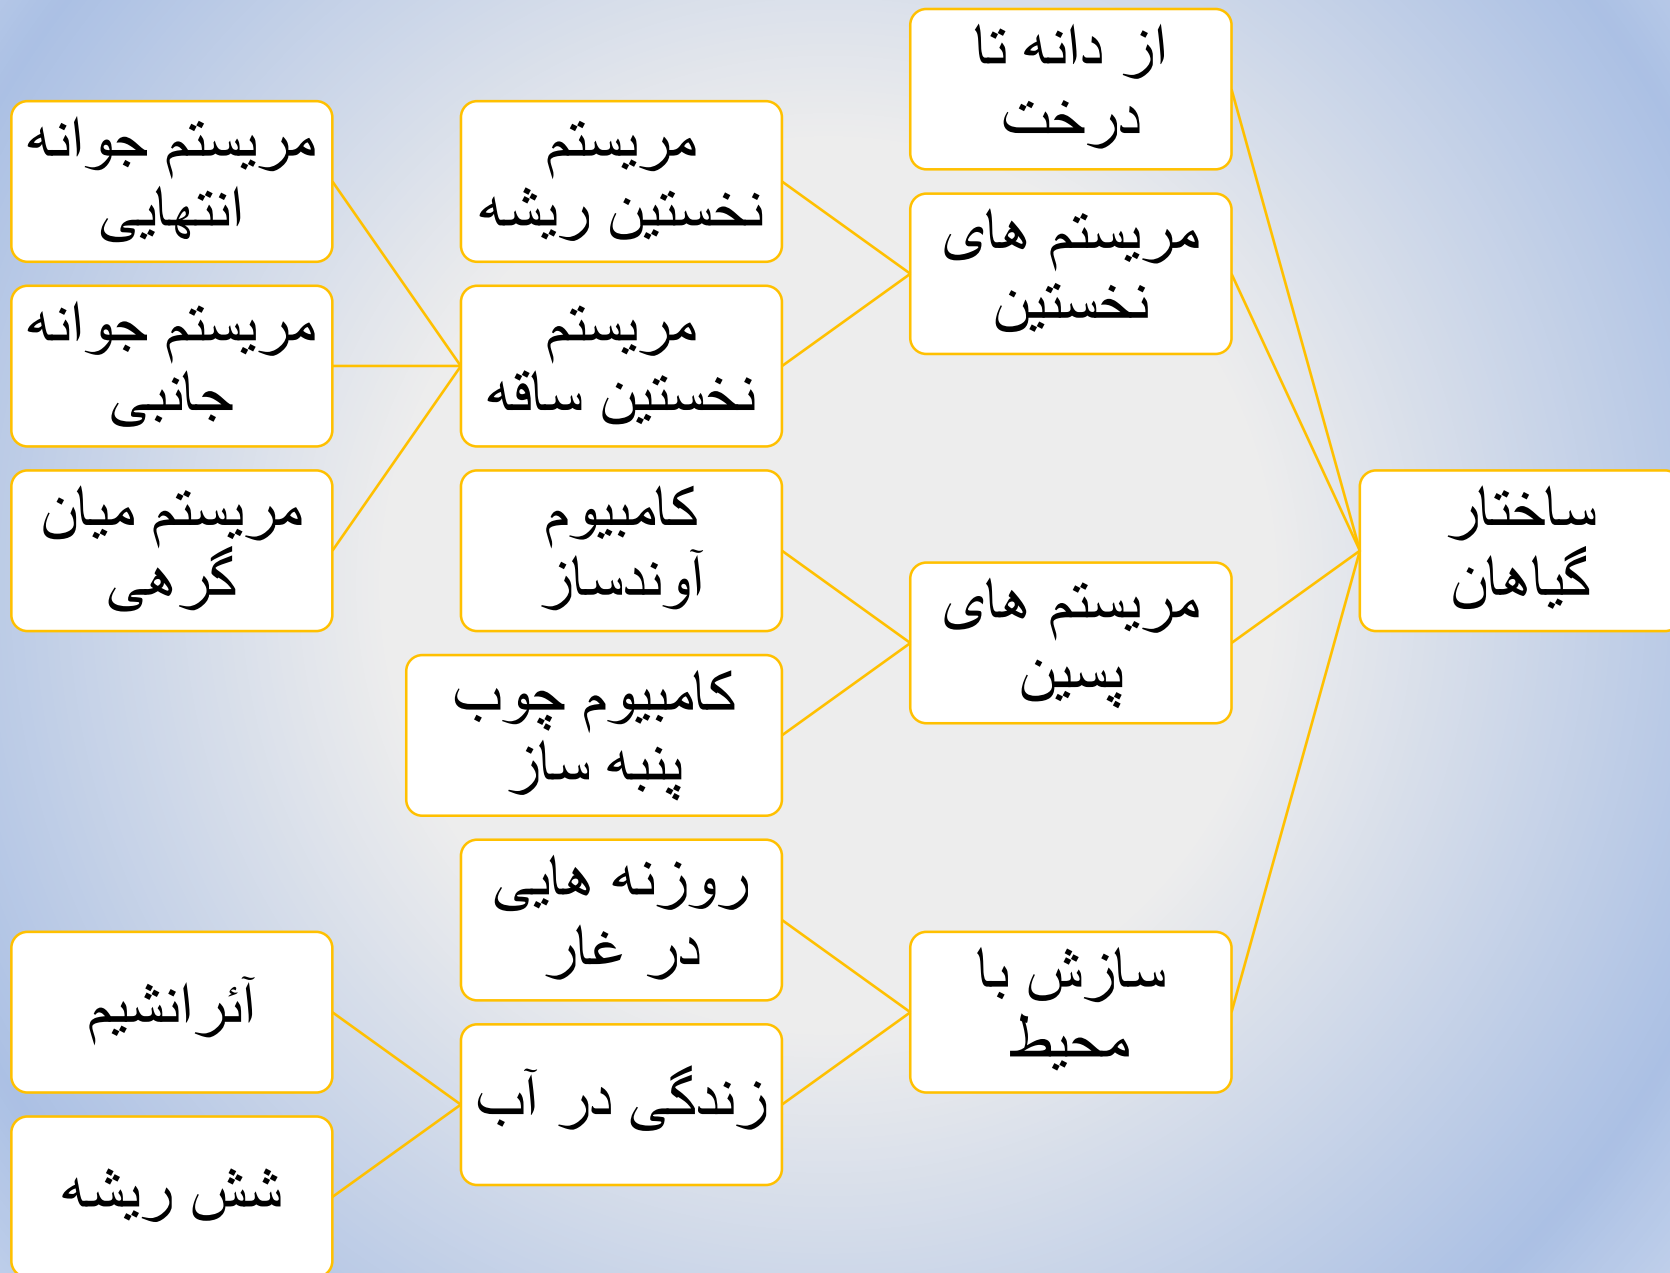 ساختار
گیاهان
از دانه تا
درخت
مریستم های
نخستین
مریستم
نخستین ریشه
مریستم
نخستین ساقه
مریستم جوانه
انتهایی
مریستم جوانه
جانبی
مریستم میان
گرهی
مریستم های
پسین
کامبیوم
آوندساز
کامبیوم چوب
پنبه ساز
سازش با
محیط
روزنه هایی
در غار
زندگی در آب
آئرانشیم
شش ریشه